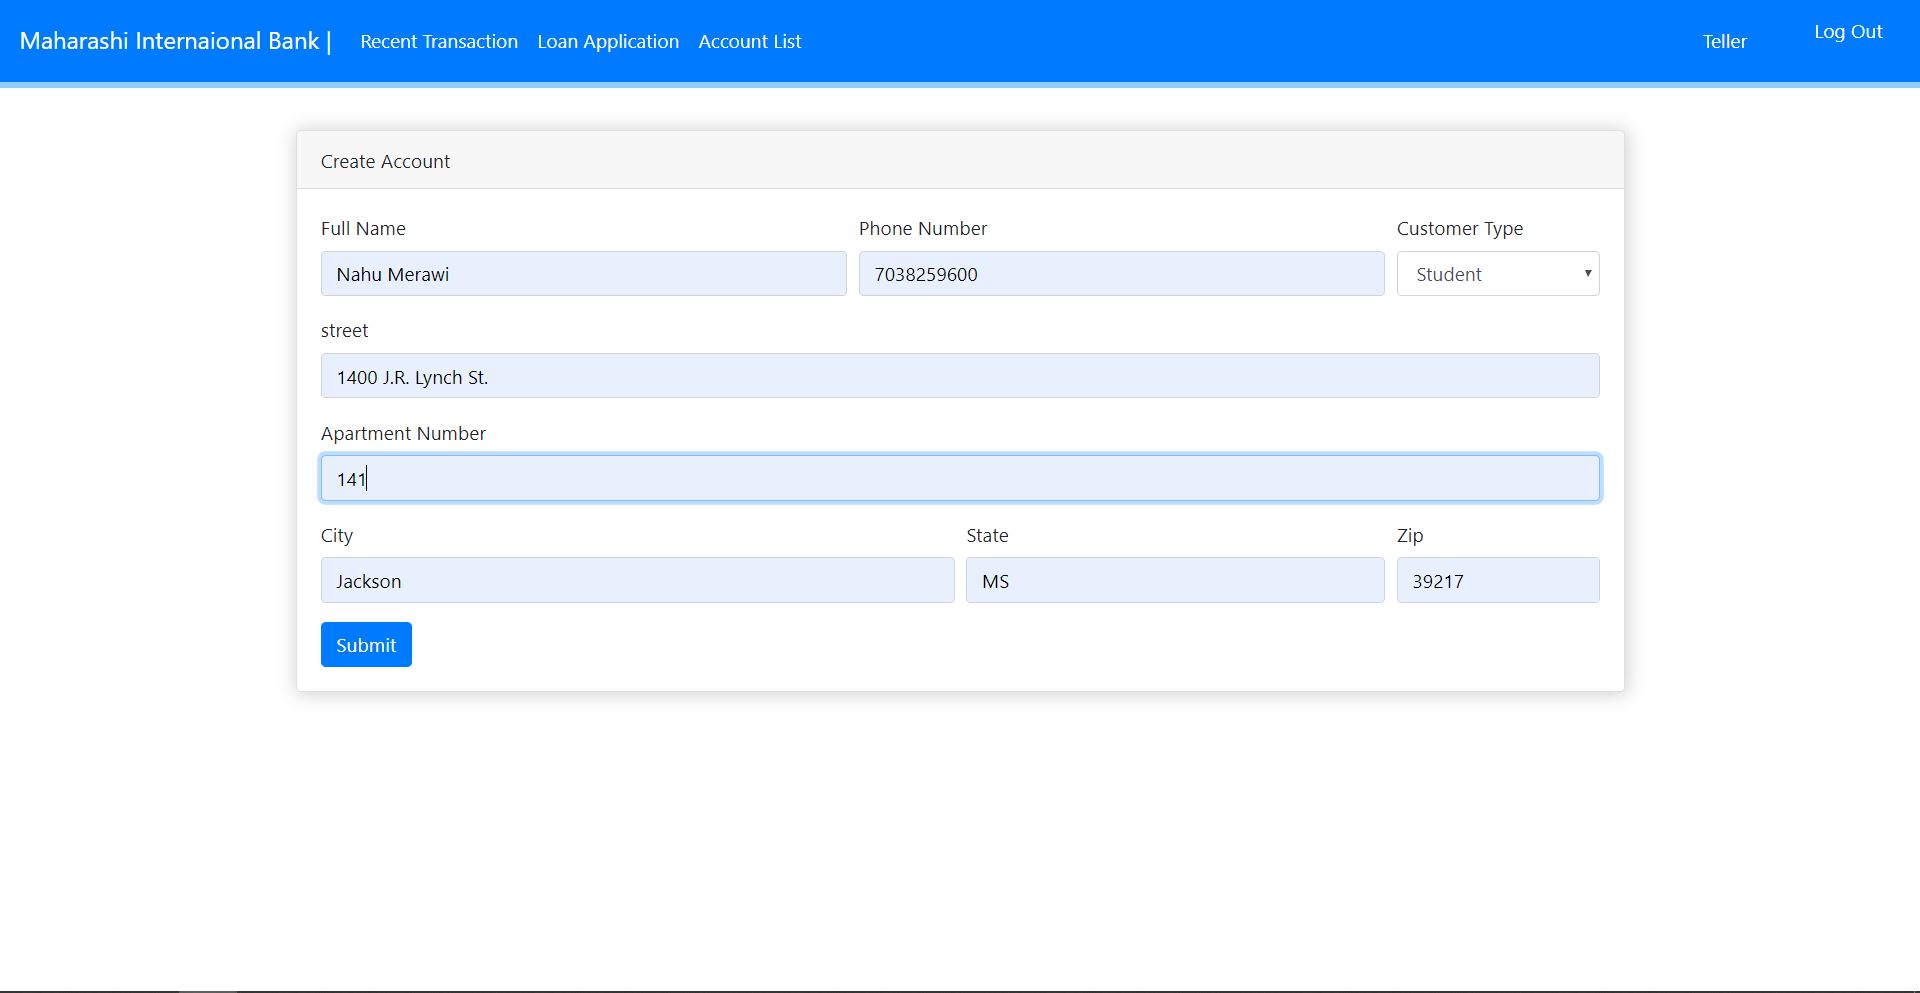 Maharashi Internaional Bank | Recent Transaction Loan Application Account List Teller Log Out
Create Account
Full Name Phone Number Customer Type
Nahu Merawi 7038259600 Student
street
1400 J.R. Lynch St.
Apartment Number
141
City State Zip
Jackson MS 39217
Submit